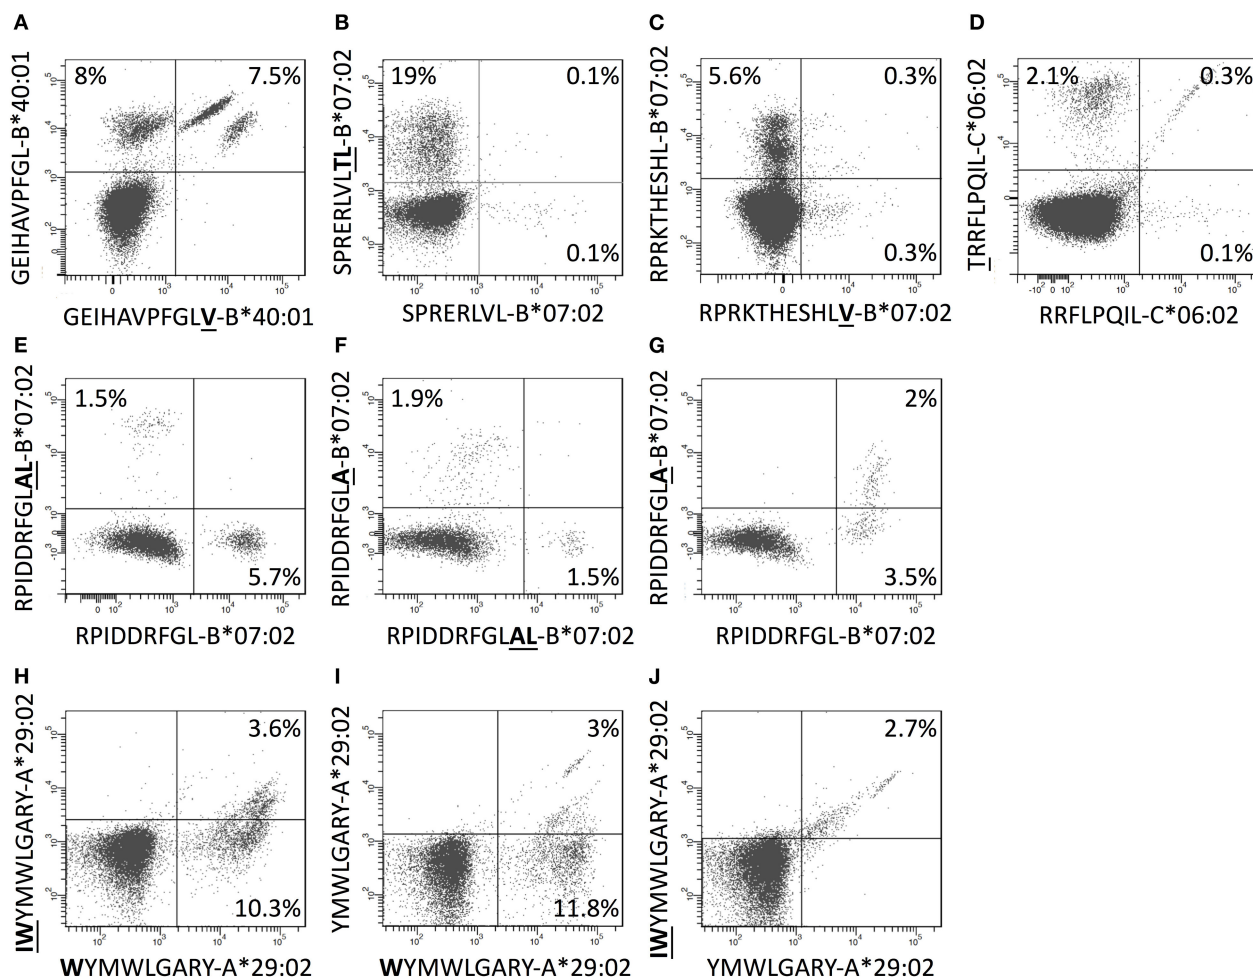 A
GEIHAVPFGL-B*40:01
8%
7.5%
GEIHAVPFGLV-B*40:01
B
SPRERLVLTL-B*07:02
19%
0.1%
0.1%
SPRERLVL-B*07:02
C
RPRKTHESHL-B*07:02
5.6%
0.3%
0.3%
RPRKTHESHLV-B*07:02
D
TRRFLPQIL-C*06:02
2.1%
0.3%
0.1%
RRFLPQIL-C*06:02
E
RPIDDRFGLAL-B*07:02
1.5%
5.7%
RPIDDRFGL-B*07:02
F
RPIDDRFGLA-B*07:02
1.9%
1.5%
RPIDDRFGLAL-B*07:02
G
RPIDDRFGLA-B*07:02
2%
3.5%
RPIDDRFGL-B*07:02
H
IWYMWLGARY-A*29:02
3.6%
10.3%
WYMWLGARY-A*29:02
I
YMWLGARY-A*29:02
3%
11.8%
WYMWLGARY-A*29:02
J
IWYMWLGARY-A*29:02
2.7%
YMWLGARY-A*29:02